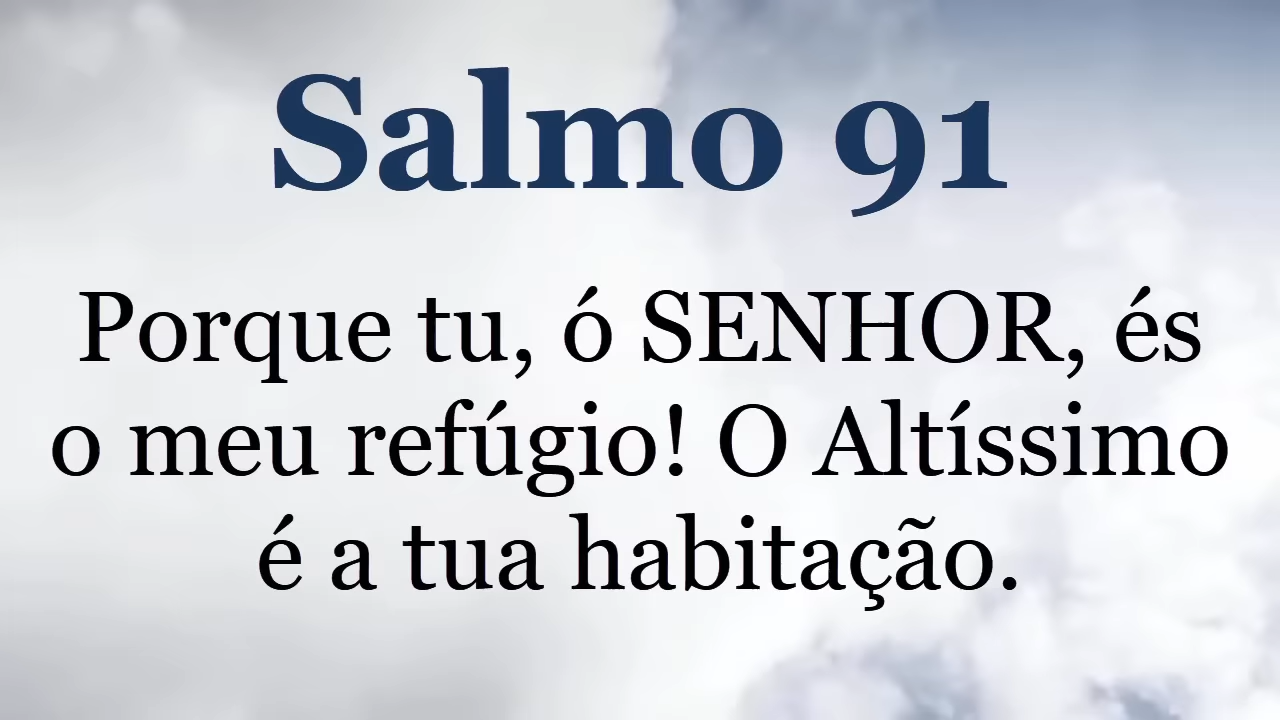 Salmo 91
Porque tu, ó SENHOR, és
o meu refúgio! O Altíssimo
é a tua habitação.